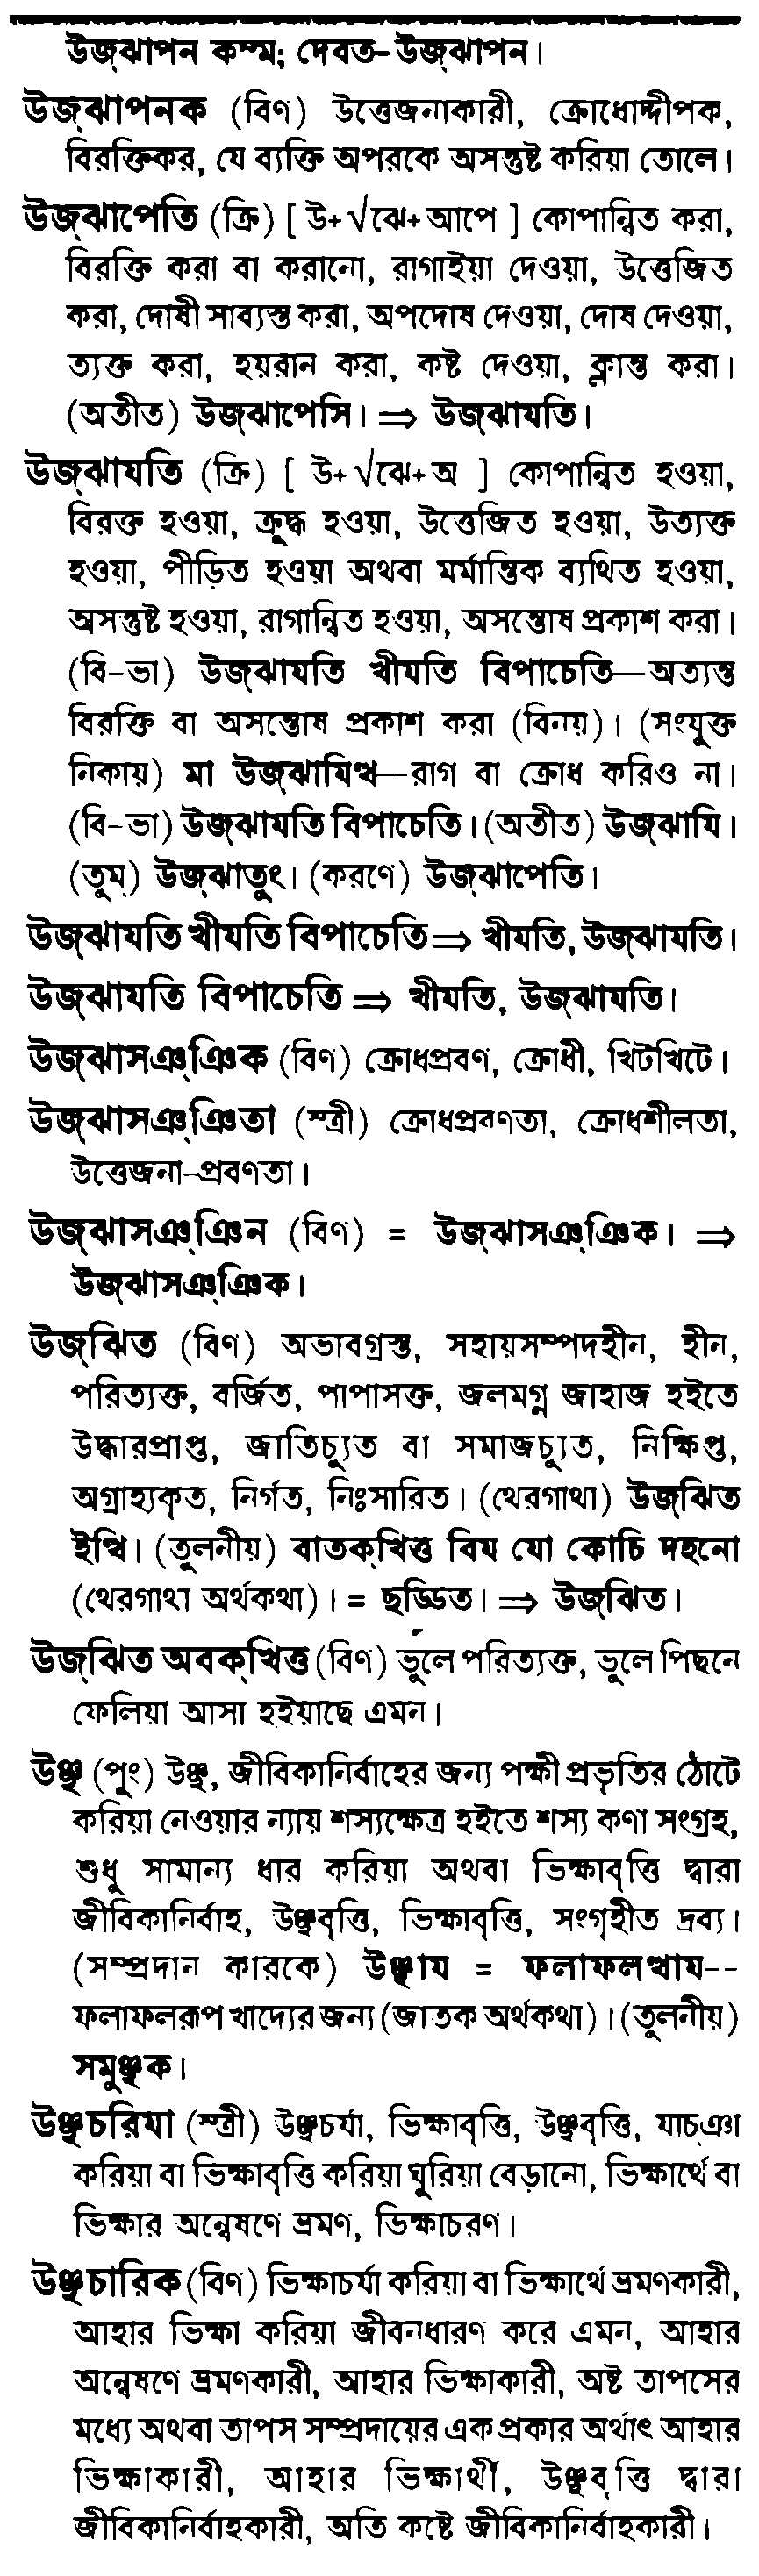 উজ্‌ঝাপন কম্ম; দেবত-উজ্‌ঝাপন।
উজ্‌ঝাপনক (বিণ) উত্তেজনাকারী, ক্রোধোদ্দীপক,
বিরক্তিকর, যে ব্যক্তি অপরকে অসন্তুষ্ট করিয়া তোলে।
উজ্‌ঝাপেতি (ক্রি) [ উ+√ঝে+আপে ] কোপান্বিত করা,
বিরক্তি করা বা করানো, রাগাইয়া দেওয়া, উত্তেজিত
করা, দোষী সাব্যস্ত করা, অপদোষ দেওয়া, দোষ দেওয়া,
ত্যক্ত করা, হয়রান করা, কষ্ট দেওয়া, ক্লান্ত করা।
(অতীত) উজ্‌ঝাপেসি। ⇒ উজ্‌ঝাযতি।
উজ্‌ঝাযতি (ক্রি) [ উ+√ঝে+অ ] কোপান্বিত হওয়া,
বিরক্ত হওয়া, ক্রুদ্ধ হওয়া, উত্তেজিত হওয়া, উত্যক্ত
হওয়া, পীড়িত হওয়া অথবা মর্মান্তিক ব্যথিত হওয়া,
অসন্তুষ্ট হওয়া, রাগান্বিত হওয়া, অসন্তোষ প্রকাশ করা।
(বি-ভা) উজ্‌ঝাযতি খীযতি বিপাচেতি—অত্যন্ত
বিরক্তি বা অসন্তোষ প্রকাশ করা (বিনয়)। (সংযুক্ত
নিকায়) মা উজ্‌ঝাযিত্থ—রাগ বা ক্রোধ করিও না।
(বি-ভা) উজ্‌ঝাযতি বিপাচেতি। (অতীত) উজ্‌ঝাযি।
(তুম্) উজ্‌ঝাতুং। (করণে) উজ্‌ঝাপেতি।
উজ্‌ঝাযতি খীযতি বিপাচেতি ⇒ খীযতি, উজ্‌ঝাযতি।
উজ্‌ঝাযতি বিপাচেতি ⇒ খীযতি, উজ্‌ঝাযতি।
উজ্‌ঝাসঞ্‌ঞিক (বিণ) ক্রোধপ্রবণ, ক্রোধী, খিটখিটে।
উজ্‌ঝাসঞ্‌ঞিতা (স্ত্রী) ক্রোধপ্রবণতা, ক্রোধশীলতা,
উত্তেজনা-প্রবণতা।
উজ্‌ঝাসঞ্‌ঞিন (বিণ) = উজ্‌ঝাসঞ্‌ঞিক। ⇒
উজ্‌ঝাসঞ্‌ঞিক।
উজ্‌ঝিত (বিণ) অভাবগ্রস্ত, সহায়সম্পদহীন, হীন,
পরিত্যক্ত, বর্জিত, পাপাসক্ত, জলমগ্ন জাহাজ হইতে
উদ্ধারপ্রাপ্ত, জাতিচ্যুত বা সমাজচ্যুত, নিক্ষিপ্ত,
অগ্রাহ্যকৃত, নির্গত, নিঃসারিত। (থেরগাথা) উজ্‌ঝিত
ইত্থি। (তুলনীয়) বাতক্‌খিত্ত বিয যো কোচি দহনো
(থেরগাথা অর্থকথা)। = ছড্ডিত। ⇒ উজ্‌ঝিত।
উজ্‌ঝিত অবক্‌খিত্ত (বিণ) ভুলে পরিত্যক্ত, ভুলে পিছনে
ফেলিয়া আসা হইয়াছে এমন।
উঞ্ছ (পুং) উঞ্ছ, জীবিকানির্বাহের জন্য পক্ষী প্রভৃতির ঠোটে
করিয়া নেওয়ার ন্যায় শস্যক্ষেত্র হইতে শস্য কণা সংগ্রহ,
শুধু সামান্য ধার করিয়া অথবা ভিক্ষাবৃত্তি দ্বারা
জীবিকানির্বাহ, উঞ্ছবৃত্তি, ভিক্ষাবৃত্তি, সংগৃহীত দ্রব্য।
(সম্প্রদান কারকে) উঞ্ছায = ফলাফলত্থায--
ফলাফলরূপ খাদ্যের জন্য (জাতক অর্থকথা)। (তুলনীয়)
সমুঞ্ছক।
উঞ্ছচরিযা (স্ত্রী) উঞ্ছচর্যা, ভিক্ষাবৃত্তি, উঞ্ছবৃত্তি, যাচঞা
করিয়া বা ভিক্ষাবৃত্তি করিয়া ঘুরিয়া বেড়ানো, ভিক্ষার্থে বা
ভিক্ষার অন্বেষণে ভ্রমণ, ভিক্ষাচরণ।
উঞ্ছচারিক (বিণ) ভিক্ষাচর্যা করিয়া বা ভিক্ষার্থে ভ্রমণকারী,
আহার ভিক্ষা করিয়া জীবনধারণ করে এমন, আহার
অন্বেষণে ভ্রমণকারী, আহার ভিক্ষাকারী, অষ্ট তাপসের
মধ্যে অথবা তাপস সম্প্রদায়ের এক প্রকার অর্থাৎ আহার
ভিক্ষাকারী, আহার ভিক্ষার্থী, উঞ্ছবৃত্তি দ্বারা
জীবিকানির্বাহকারী, অতি কষ্টে জীবিকানির্বাহকারী।